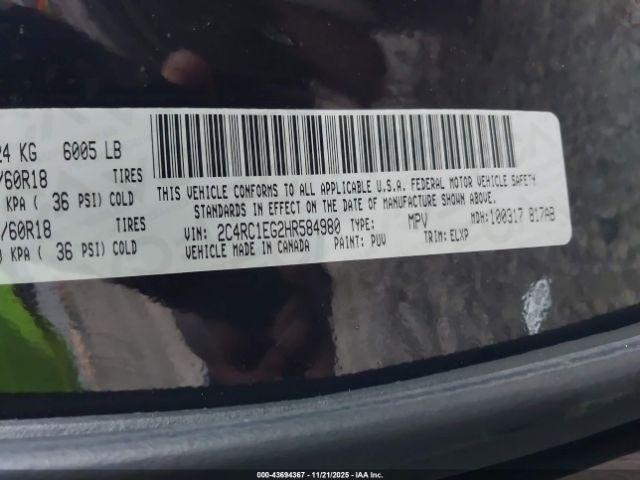 24 KG 6005 LB
/60R18 TIRES
KPA ( 36 PSI) COLD
/60R18 TIRES
KPA ( 36 PSI) COLD
THIS VEHICLE CONFORMS TO ALL APPLICABLE U.S.A. FEDERAL MOTOR VEHICLE SAFETY
STANDARDS IN EFFECT ON THE DATE OF MANUFACTURE SHOWN ABOVE.
VIN: 2C4RC1EG2HR584980 TYPE: MPV MDH: 100317 817AB
VEHICLE MADE IN CANADA PAINT: PUV TRIM: ELXP
000-43694367 - 11/21/2025 - IAA Inc.